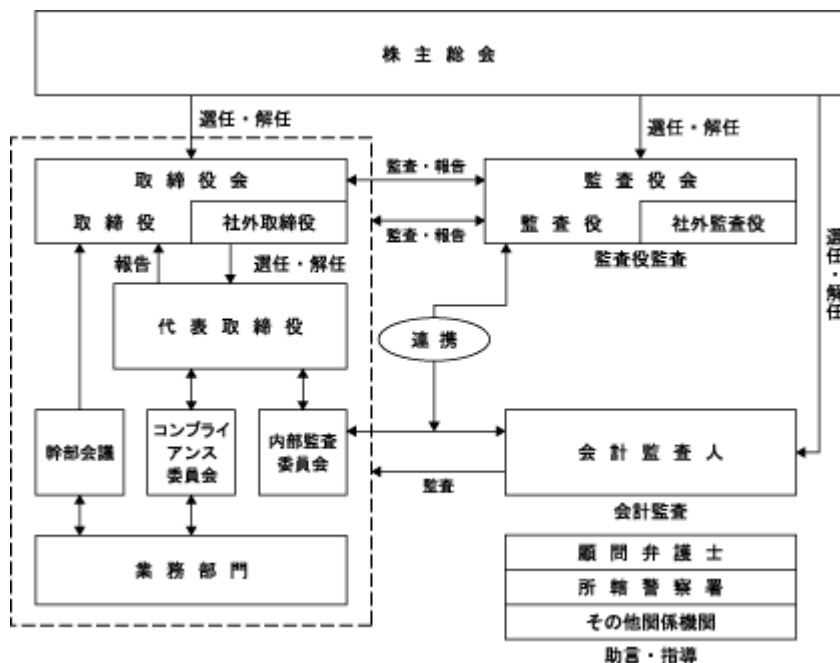 株主総会
選任・解任
選任・解任
取締役会
監査・報告
監査役会
取締役
社外取締役
監査・報告
監査役
社外監査役
選任・解任
報告
選任・解任
監査役監査
代表取締役
連携
幹部会議
コンプライ
アンス
委員会
内部監査
委員会
会計監査人
監査
会計監査
業務部門
顧問弁護士
所轄警察署
その他関係機関
助言・指導